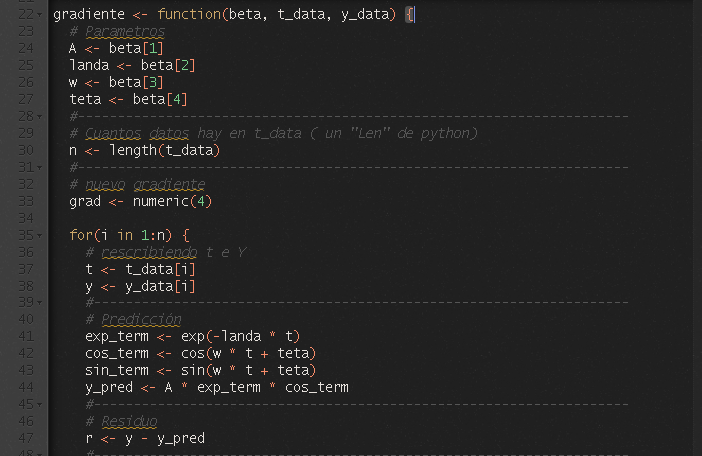 22 gradiente <- function(beta, t_data, y_data) {
23 # Parametros
24 A <- beta[1]
25 landa <- beta[2]
26 w <- beta[3]
27 teta <- beta[4]
28 #---------------------------------------------------------------------
29 # Cuantos datos hay en t_data ( un "Len" de python)
30 n <- length(t_data)
31 #---------------------------------------------------------------------
32 # nuevo gradiente
33 grad <- numeric(4)
34
35 for(i in 1:n) {
36 # rescribiendo t e Y
37 t <- t_data[i]
38 y <- y_data[i]
39 #-------------------------------------------------------------------
40 # Predicción
41 exp_term <- exp(-landa * t)
42 cos_term <- cos(w * t + teta)
43 sin_term <- sin(w * t + teta)
44 y_pred <- A * exp_term * cos_term
45 #-------------------------------------------------------------------
46 # Residuo
47 r <- y - y_pred
48 #-------------------------------------------------------------------